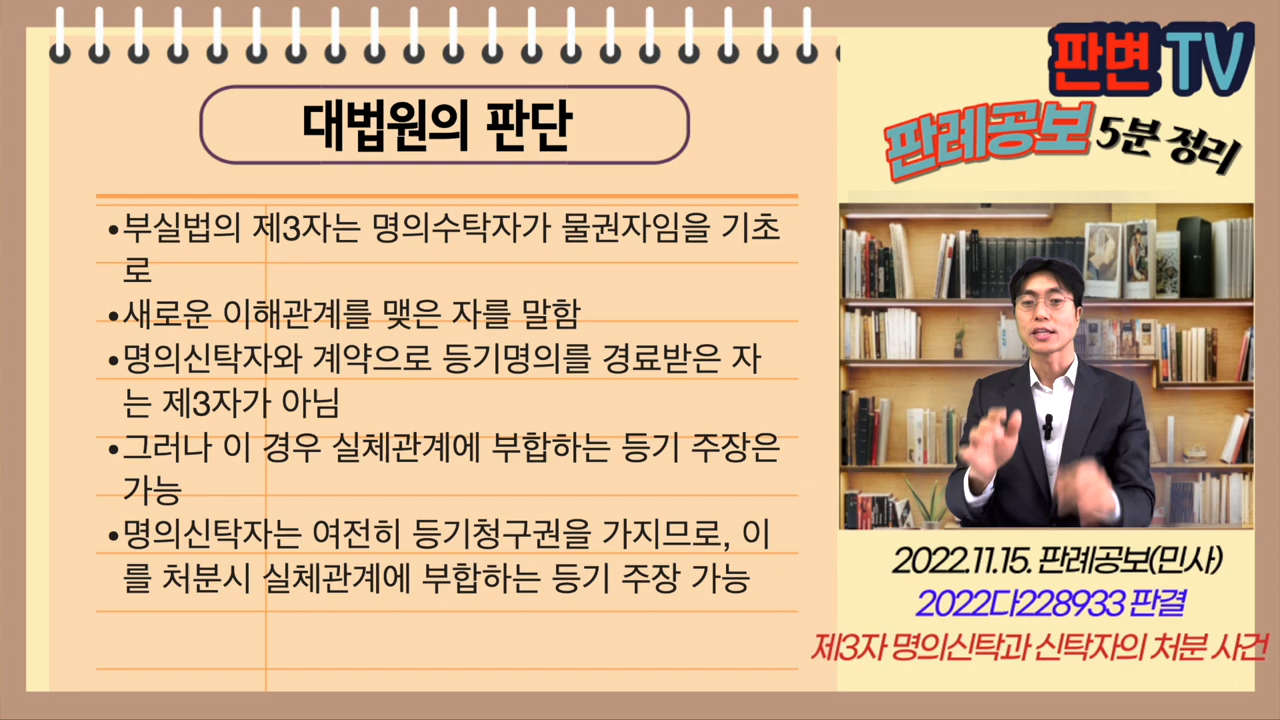 판변 TV
판례공보 5분 정리
대법원의 판단
•부실법의 제3자는 명의수탁자가 물권자임을 기초
로
•새로운 이해관계를 맺은 자를 말함
•명의신탁자와 계약으로 등기명의를 경료받은 자
는 제3자가 아님
•그러나 이 경우 실체관계에 부합하는 등기 주장은
가능
•명의신탁자는 여전히 등기청구권을 가지므로, 이
를 처분시 실체관계에 부합하는 등기 주장 가능
2022.11.15. 판례공보(민사)
2022다228933 판결
제3자 명의신탁과 신탁자의 처분 사건